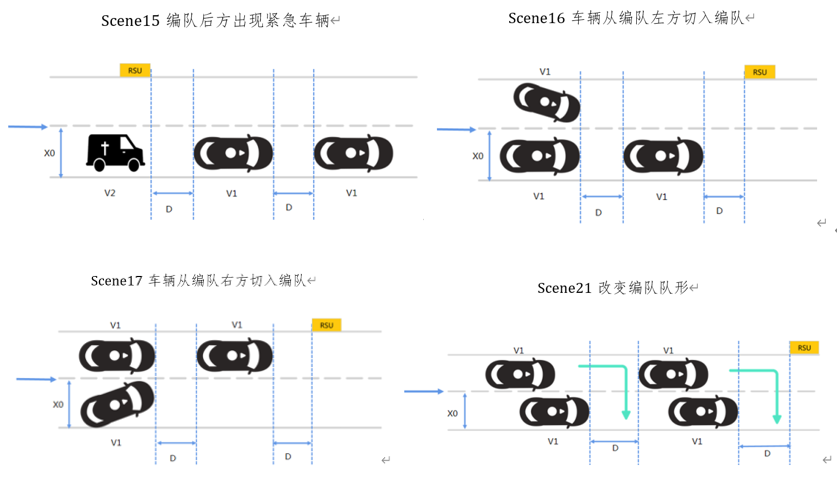 Scene15 编队后方出现紧急车辆
RSU
X0
V2
V1
V1
D
D
Scene16 车辆从编队左方切入编队
V1
RSU
X0
V1
V1
D
D
Scene17 车辆从编队右方切入编队
V1
V1
RSU
X0
V1
D
D
Scene21 改变编队队形
V1
V1
RSU
X0
V1
V1
D
D